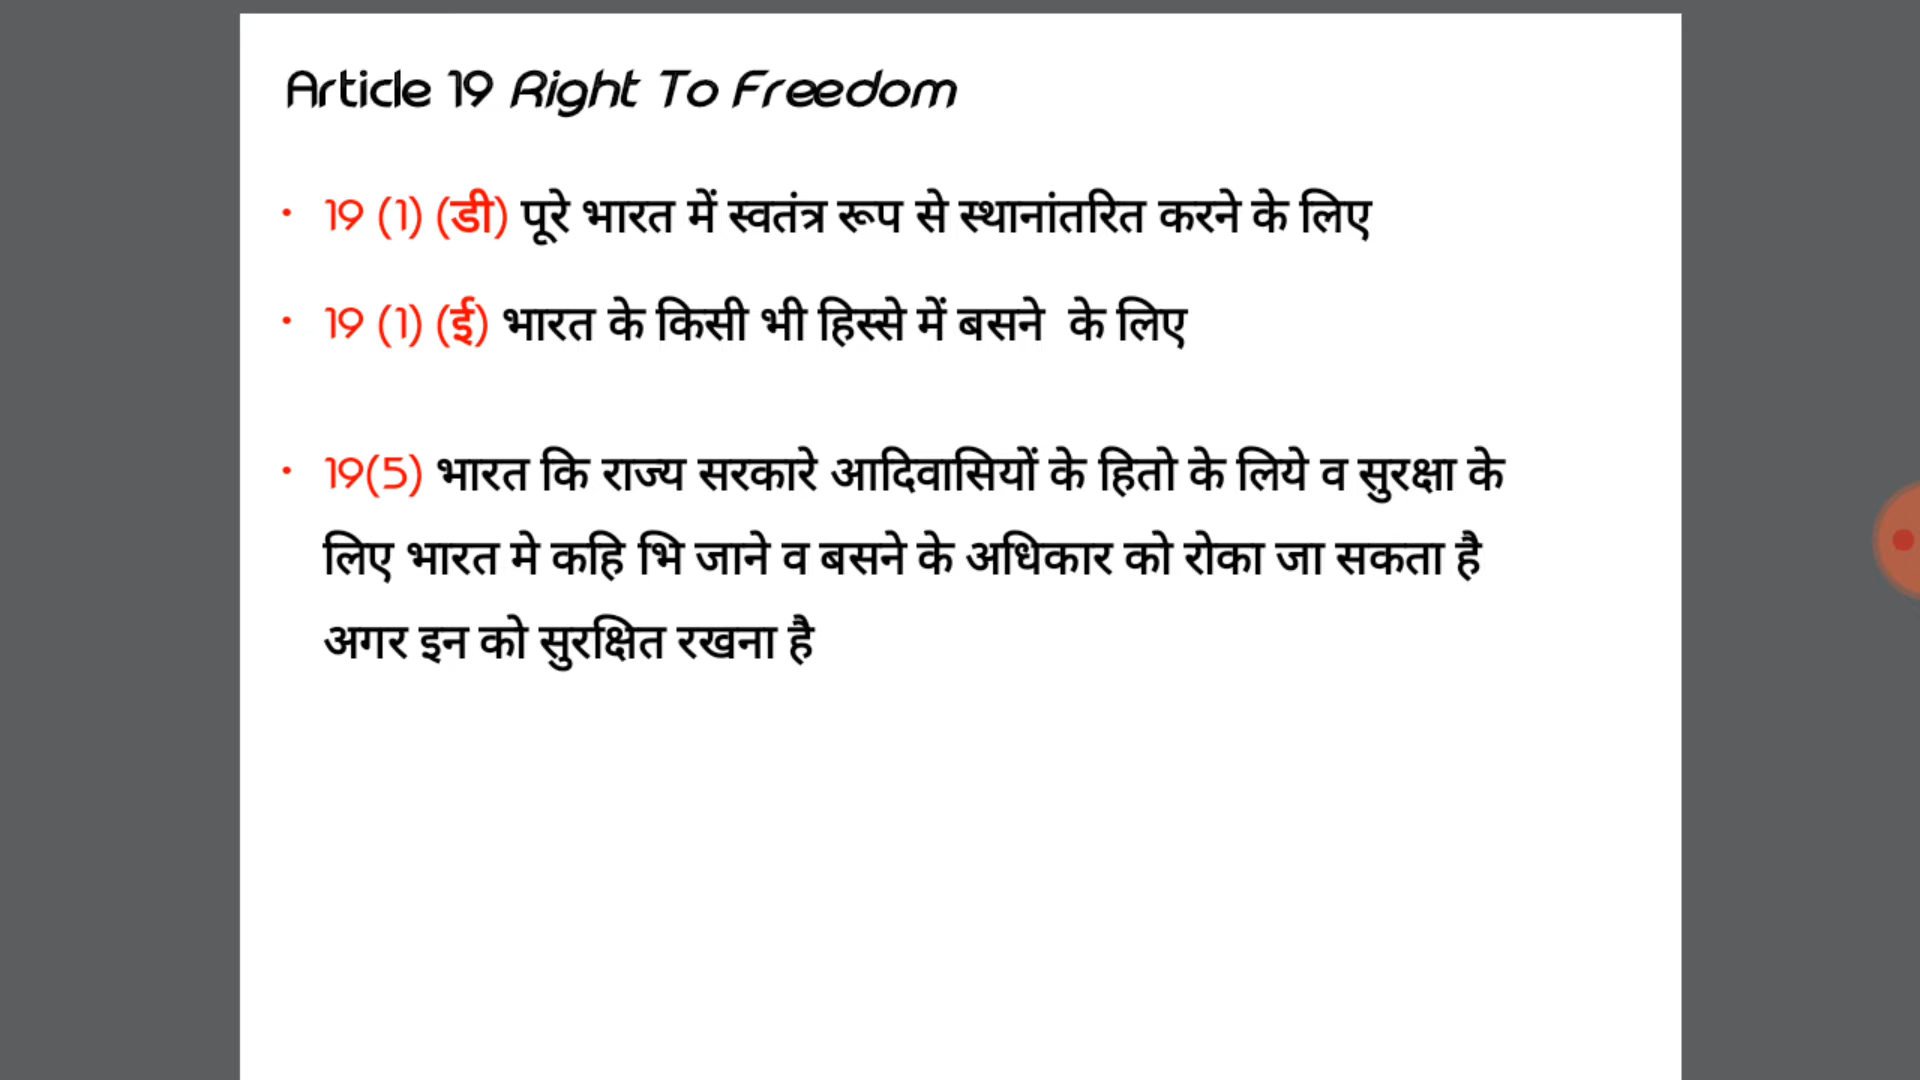 Article 19 Right To Freedom
• 19 (1) (डी) पूरे भारत में स्वतंत्र रूप से स्थानांतरित करने के लिए
• 19 (1) (ई) भारत के किसी भी हिस्से में बसने के लिए
• 19(5) भारत कि राज्य सरकारे आदिवासियों के हितो के लिये व सुरक्षा के
लिए भारत मे कहि भि जाने व बसने के अधिकार को रोका जा सकता है
अगर इन को सुरक्षित रखना है